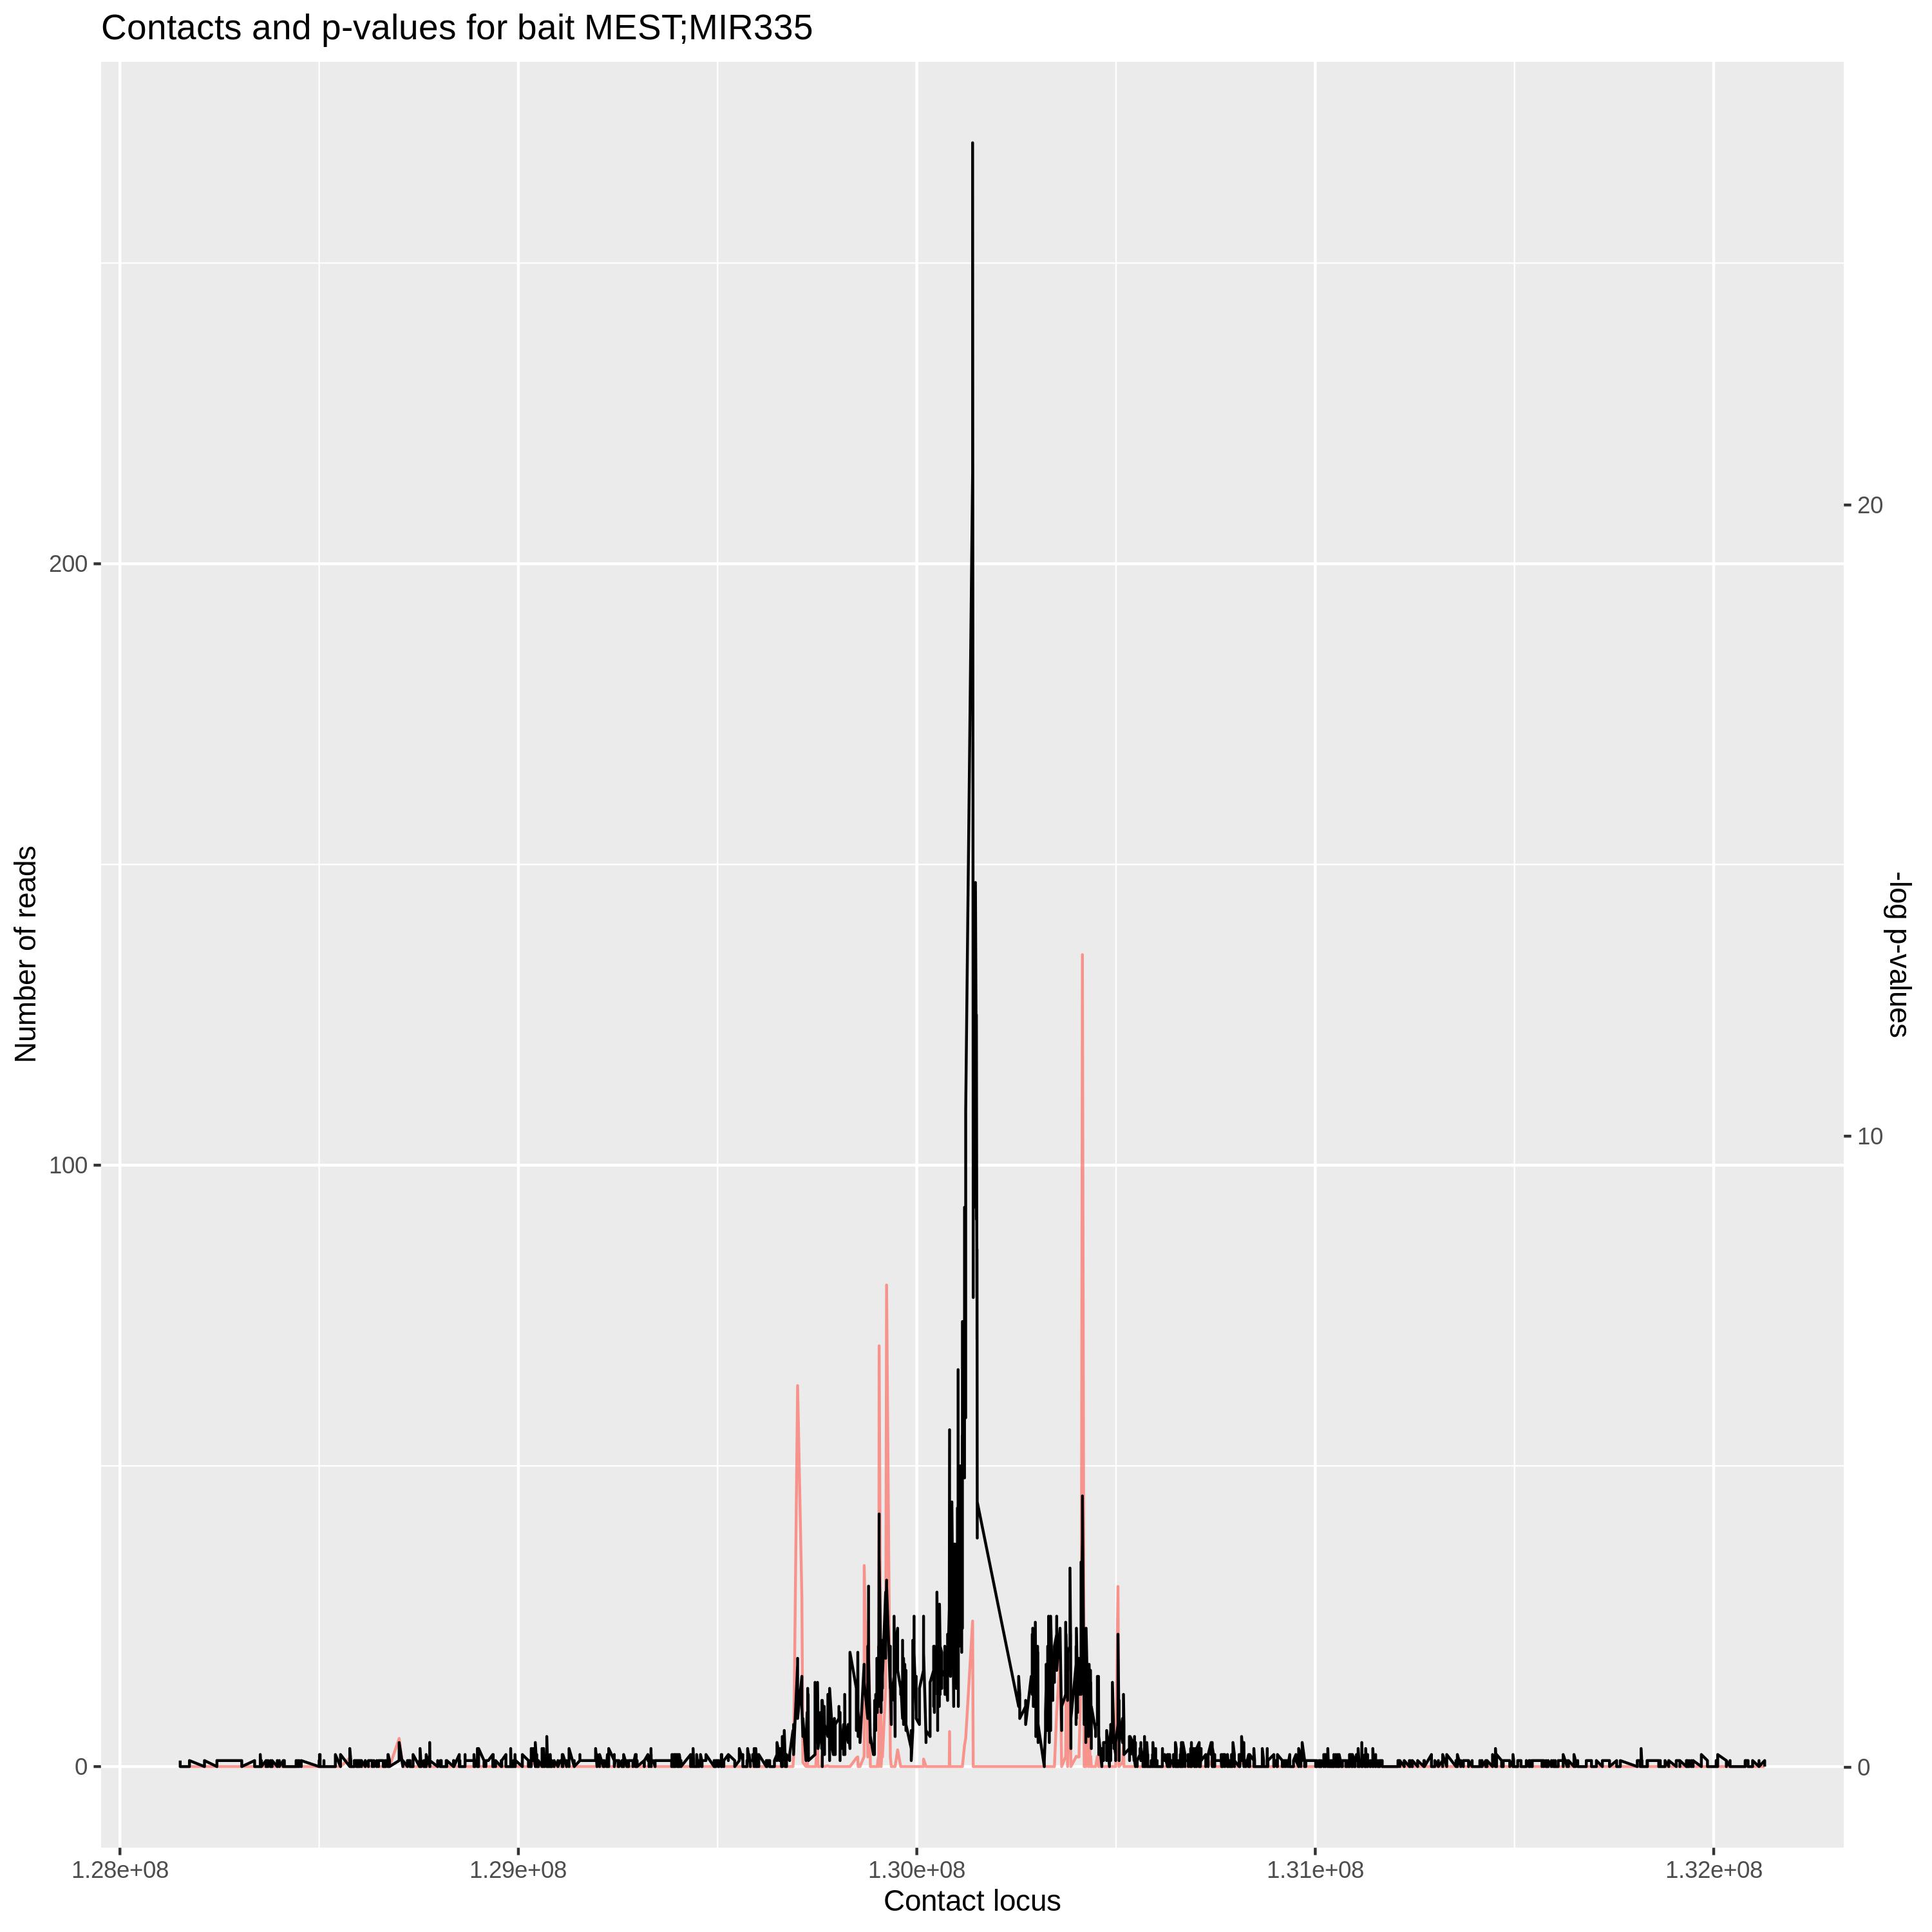 Contacts and p-values for bait MEST;MIR335
Number of reads
200
100
0
20
10
0
-log p-values
1.28e+08
1.29e+08
1.30e+08
1.31e+08
1.32e+08
Contact locus